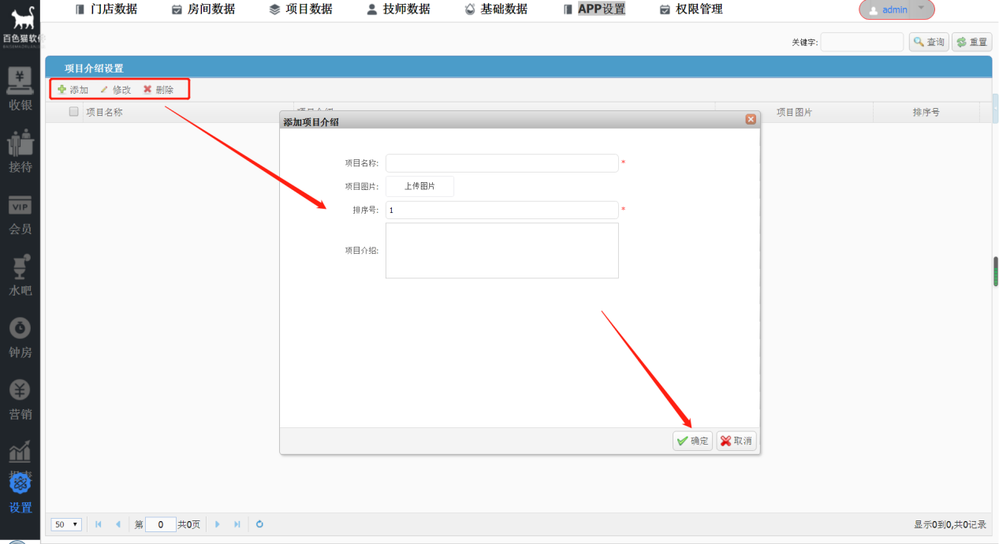 门店数据 房间数据 项目数据 技师数据 基础数据 APP设置 权限管理 admin
百色猫软件
关键字: 查询 重置
项目介绍设置
添加 修改 删除
项目名称 项目介绍 项目图片 排序号
添加项目介绍
项目名称: *
项目图片: 上传图片
排序号: 1 *
项目介绍:
确定 取消
收银
接待
VIP
会员
水吧
钟房
营销
报表
设置
50 第 0 共0页 显示0到0,共0记录